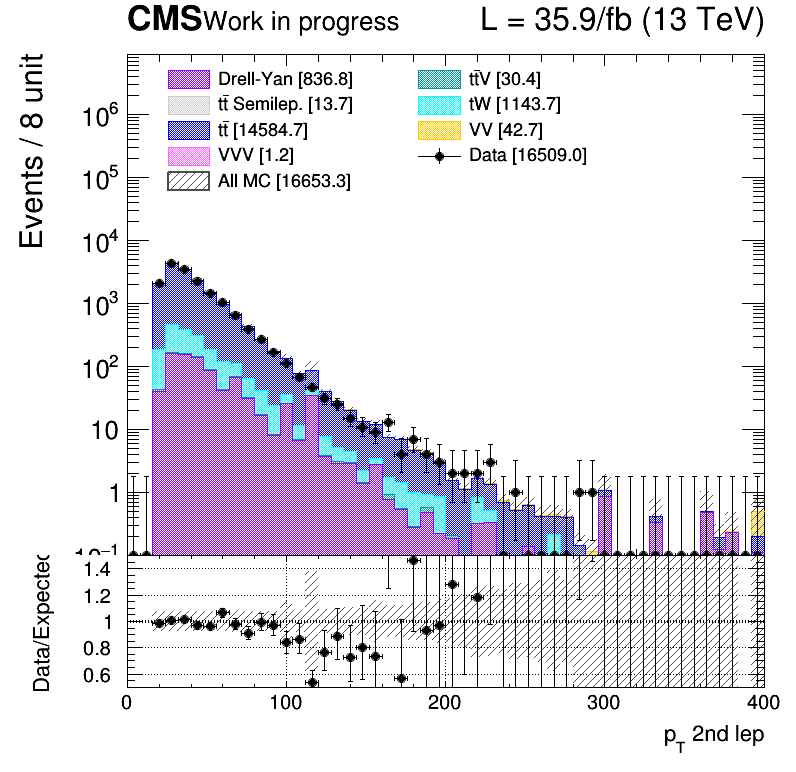 CMS Work in progress L = 35.9/fb (13 TeV)
Events / 8 unit
Drell-Yan [836.8]
tt̄ Semilep. [13.7]
tt̄ [14584.7]
VVV [1.2]
All MC [16653.3]
tt̄V [30.4]
tW [1143.7]
VV [42.7]
Data [16509.0]
10⁶
10⁵
10⁴
10³
10²
10
1
10⁻¹
Data/Expected
1.4
1.2
1
0.8
0.6
0 100 200 300 400
p_T 2nd lep